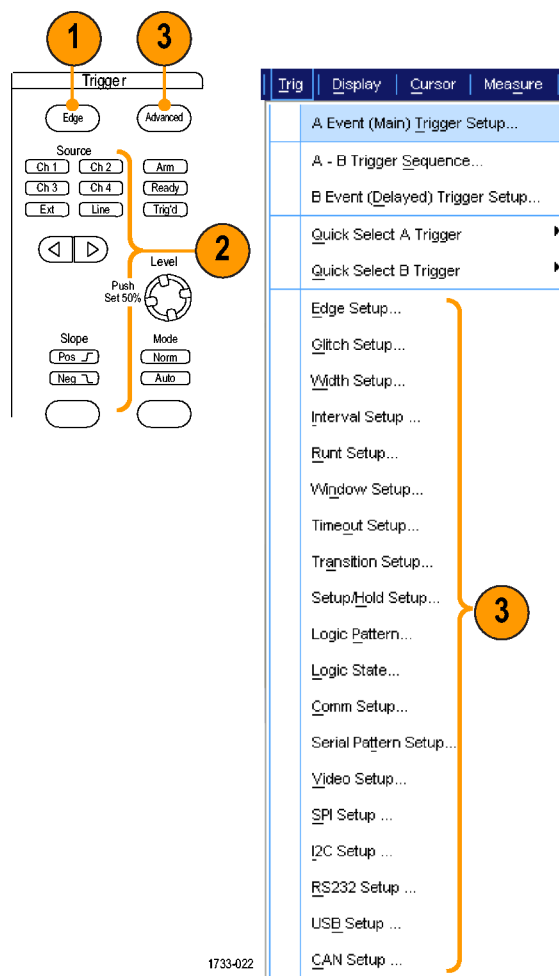 1
3
Trigger
Edge
Advanced
Source
Ch 1
Ch 2
Arm
Ch 3
Ch 4
Ready
Ext
Line
Trig'd
2
Level
Push
Set 50%
Slope
Mode
Pos
Norm
Neg
Auto
Trig
Display
Cursor
Measure
A Event (Main) Trigger Setup...
A - B Trigger Sequence...
B Event (Delayed) Trigger Setup...
Quick Select A Trigger
Quick Select B Trigger
Edge Setup...
Glitch Setup...
Width Setup...
Interval Setup ...
Runt Setup...
Window Setup...
Timeout Setup...
Transition Setup...
Setup/Hold Setup...
3
Logic Pattern...
Logic State...
Comm Setup...
Serial Pattern Setup...
Video Setup...
SPI Setup ...
I2C Setup ...
RS232 Setup ...
USB Setup ...
CAN Setup ...
1733-022